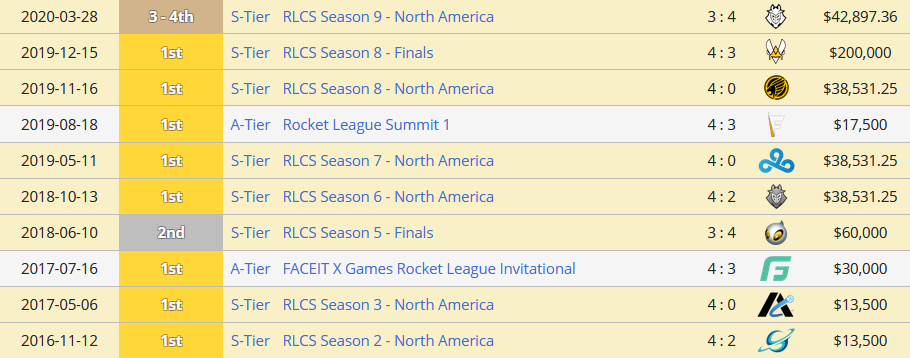 2020-03-28 3 - 4th S-Tier RLCS Season 9 - North America 3 : 4 $42,897.36
2019-12-15 1st S-Tier RLCS Season 8 - Finals 4 : 3 $200,000
2019-11-16 1st S-Tier RLCS Season 8 - North America 4 : 0 $38,531.25
2019-08-18 1st A-Tier Rocket League Summit 1 4 : 3 $17,500
2019-05-11 1st S-Tier RLCS Season 7 - North America 4 : 0 $38,531.25
2018-10-13 1st S-Tier RLCS Season 6 - North America 4 : 2 $38,531.25
2018-06-10 2nd S-Tier RLCS Season 5 - Finals 3 : 4 $60,000
2017-07-16 1st A-Tier FACEIT X Games Rocket League Invitational 4 : 3 $30,000
2017-05-06 1st S-Tier RLCS Season 3 - North America 4 : 0 $13,500
2016-11-12 1st S-Tier RLCS Season 2 - North America 4 : 2 $13,500